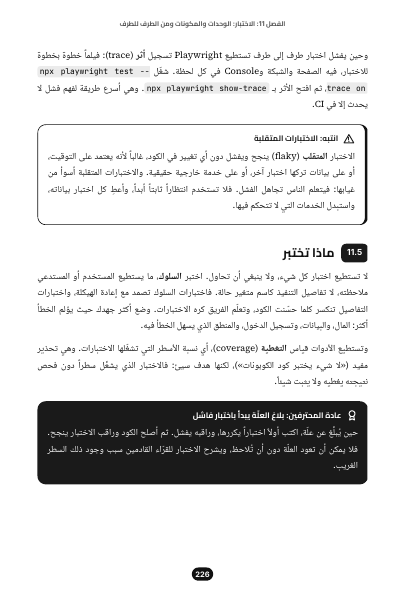 الفصل 11: الاختبار: الوحدات والمكونات ومن الطرف للطرف
وحين يفشل اختبار طرف إلى طرف تستطيع Playwright تسجيل أثر (trace): فيلماً خطوة بخطوة
للاختبار، فيه الصفحة والشبكة وConsole في كل لحظة. شغّل npx playwright test --
trace on، ثم افتح الأثر بـ npx playwright show-trace. وهي أسرع طريقة لفهم فشل لا
يحدث إلا في CI.
انتبه: الاختبارات المتقلبة
الاختبار المتقلب (flaky) ينجح ويفشل دون أي تغيير في الكود، غالباً لأنه يعتمد على التوقيت،
أو على بيانات تركها اختبار آخر، أو على خدمة خارجية حقيقية. والاختبارات المتقلبة أسوأ من
غيابها: فيتعلم الناس تجاهل الفشل. فلا تستخدم انتظاراً ثابتاً أبداً، وأعطِ كل اختبار بياناته،
واستبدل الخدمات التي لا تتحكم فيها.
11.5 ماذا تختبر
لا تستطيع اختبار كل شيء، ولا ينبغي أن تحاول. اختبر السلوك، ما يستطيع المستخدم أو المستدعي
ملاحظته، لا تفاصيل التنفيذ كاسم متغير حالة. فاختبارات السلوك تصمد مع إعادة الهيكلة، واختبارات
التفاصيل تنكسر كلما حسّنت الكود، وتعلّم الفريق كره الاختبارات. وضع أكثر جهدك حيث يؤلم الخطأ
أكثر: المال، والبيانات، وتسجيل الدخول، والمنطق الذي يسهل الخطأ فيه.
وتستطيع الأدوات قياس التغطية (coverage)، أي نسبة الأسطر التي تشغّلها الاختبارات. وهي تحذير
مفيد («لا شيء يختبر كود الكوبونات»)، لكنها هدف سيئ: فالاختبار الذي يشغّل سطراً دون فحص
نتيجته يغطيه ولا يثبت شيئاً.
عادة المحترفين: بلاغ العلّة يبدأ باختبار فاشل
حين يُبلَّغ عن علّة، اكتب أولاً اختباراً يكررها، وراقبه يفشل. ثم أصلح الكود وراقب الاختبار ينجح.
فلا يمكن أن تعود العلّة دون أن تُلاحظ، ويشرح الاختبار للقرّاء القادمين سبب وجود ذلك السطر
الغريب.
226